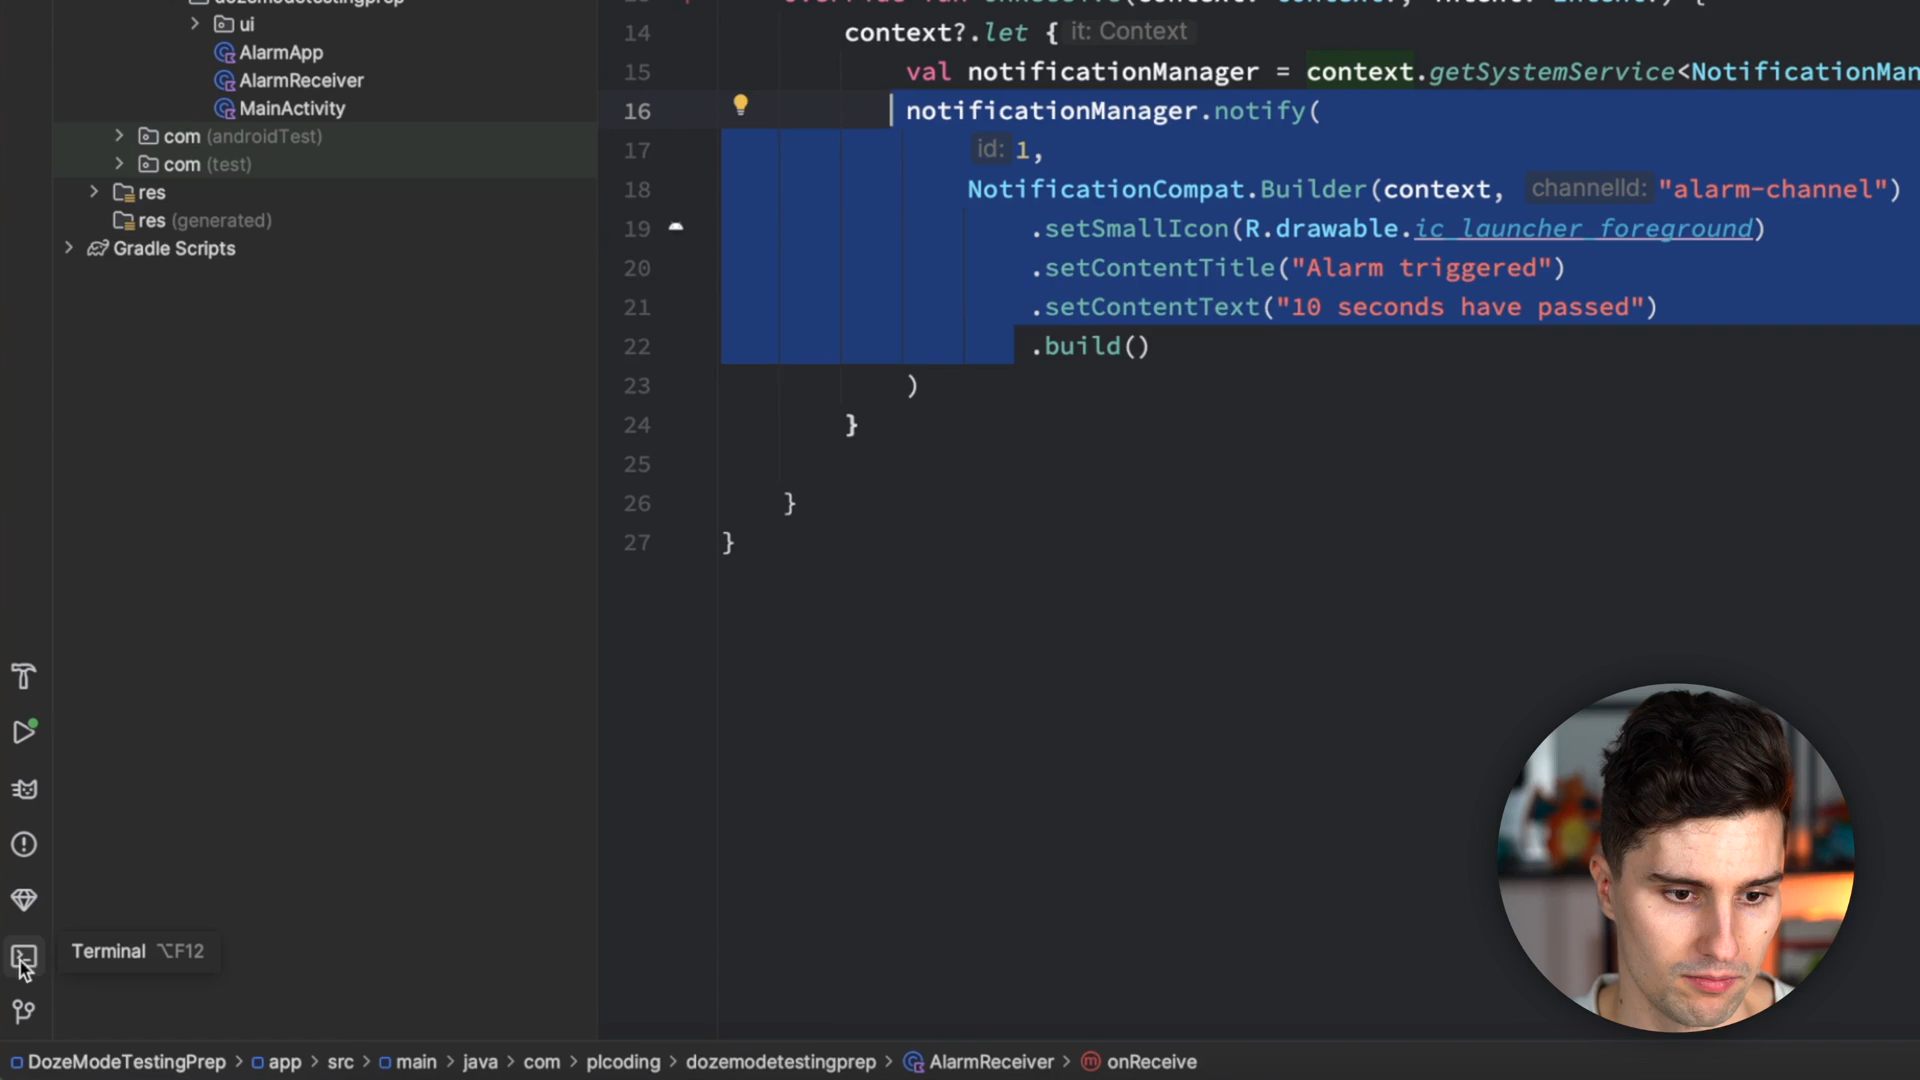 ui
14 context?.let { it: Context
AlarmApp
15 val notificationManager = context.getSystemService<NotificationMan
AlarmReceiver
MainActivity
16 notificationManager.notify(
com (androidTest)
17 id: 1,
com (test)
18 NotificationCompat.Builder(context, channelId: "alarm-channel")
res
res (generated)
19 .setSmallIcon(R.drawable.ic_launcher_foreground)
Gradle Scripts
20 .setContentTitle("Alarm triggered")
21 .setContentText("10 seconds have passed")
22 .build()
23 )
24 }
25
26 }
27 }
Terminal ⌥F12
DozeModeTestingPrep > app > src > main > java > com > plcoding > dozemodetestingprep > AlarmReceiver > onReceive